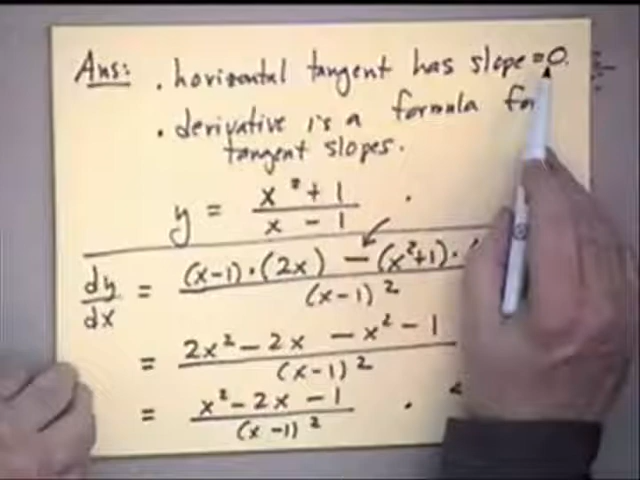 Ans: . horizontal tangent has slope = 0.
. derivative is a formula for
tangent slopes.
y = (x² + 1) / (x - 1) .
dy/dx = ((x-1)·(2x) - (x²+1)·) / (x-1)²
= (2x² - 2x - x² - 1) / (x-1)²
= (x² - 2x - 1) / (x-1)² .